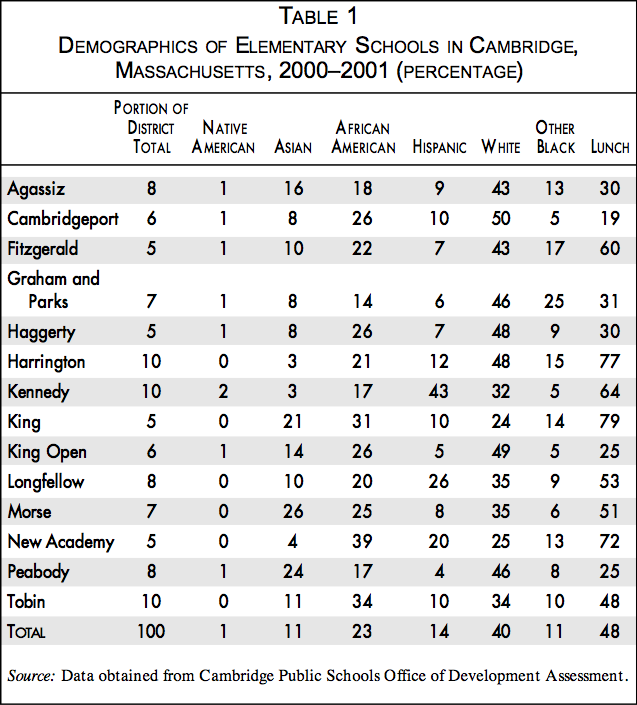 TABLE 1
DEMOGRAPHICS OF ELEMENTARY SCHOOLS IN CAMBRIDGE,
MASSACHUSETTS, 2000–2001 (PERCENTAGE)
PORTION OF
DISTRICT NATIVE AFRICAN OTHER
TOTAL AMERICAN ASIAN AMERICAN HISPANIC WHITE BLACK LUNCH
Agassiz 8 1 16 18 9 43 13 30
Cambridgeport 6 1 8 26 10 50 5 19
Fitzgerald 5 1 10 22 7 43 17 60
Graham and
Parks 7 1 8 14 6 46 25 31
Haggerty 5 1 8 26 7 48 9 30
Harrington 10 0 3 21 12 48 15 77
Kennedy 10 2 3 17 43 32 5 64
King 5 0 21 31 10 24 14 79
King Open 6 1 14 26 5 49 5 25
Longfellow 8 0 10 20 26 35 9 53
Morse 7 0 26 25 8 35 6 51
New Academy 5 0 4 39 20 25 13 72
Peabody 8 1 24 17 4 46 8 25
Tobin 10 0 11 34 10 34 10 48
TOTAL 100 1 11 23 14 40 11 48
Source: Data obtained from Cambridge Public Schools Office of Development Assessment.